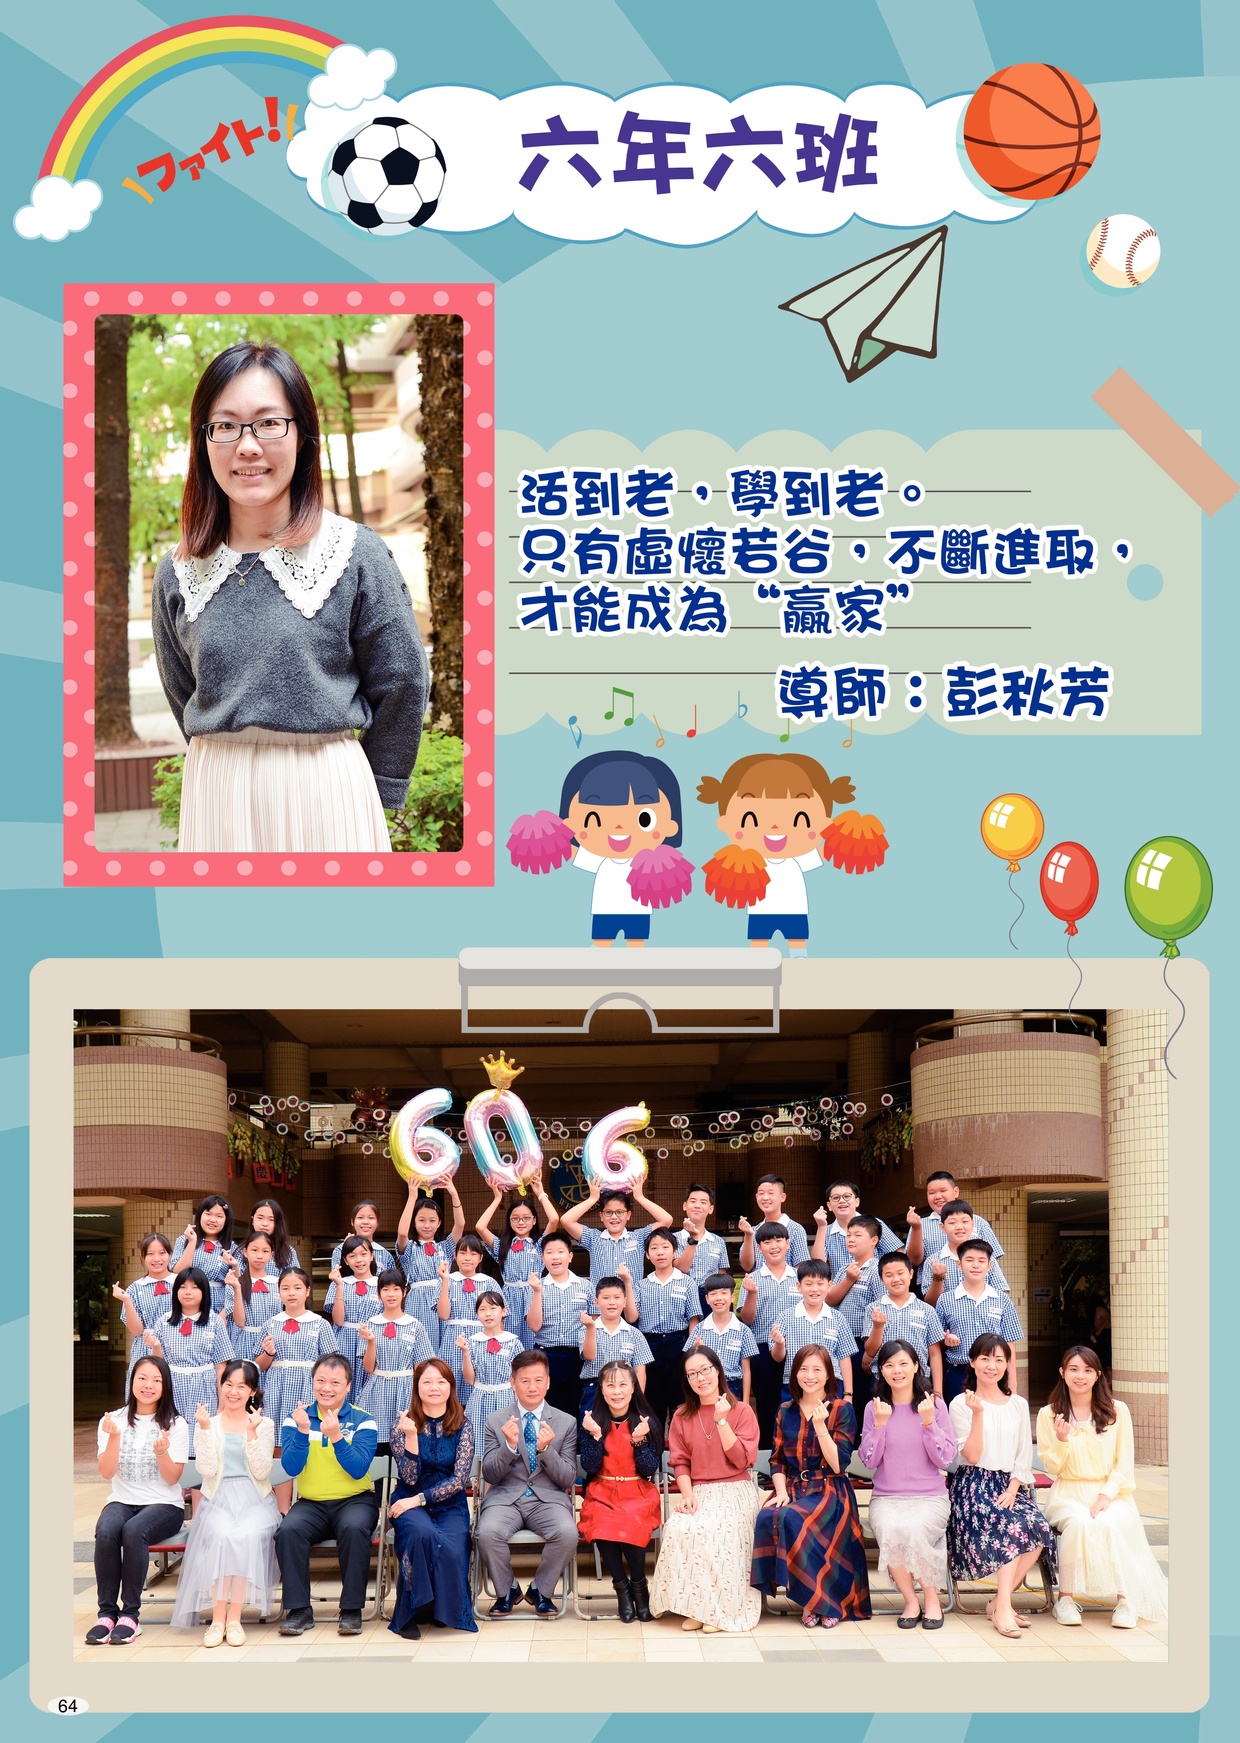 ファイト!
六年六班
活到老，學到老。
只有虛懷若谷，不斷進取，
才能成為“贏家”
導師：彭秋芳
606
64